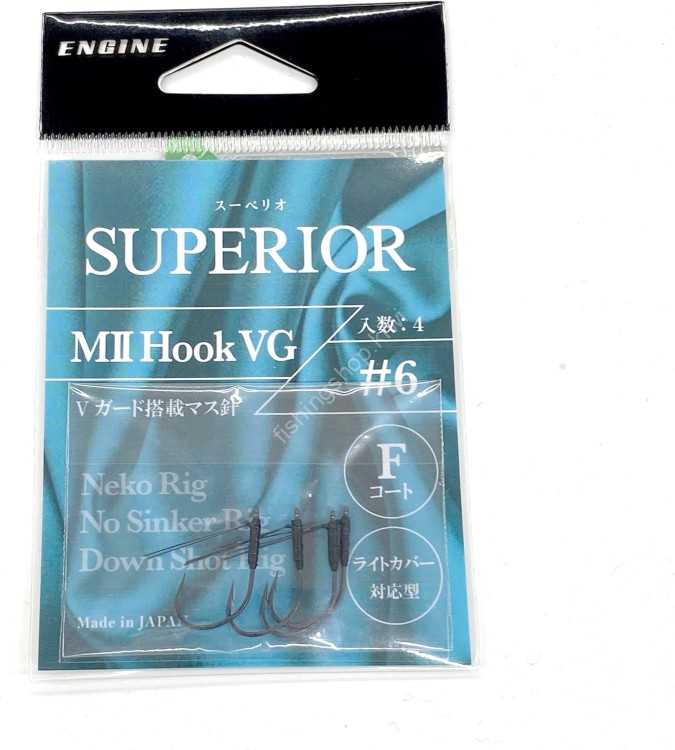 ENGINE
スーペリオ
SUPERIOR
入数：4
MⅡ Hook VG
#6
V ガード搭載マス針
F
コート
Neko Rig
No Sinker Rig
Down Shot Rig
ライトカバー
対応型
Made in JAPAN